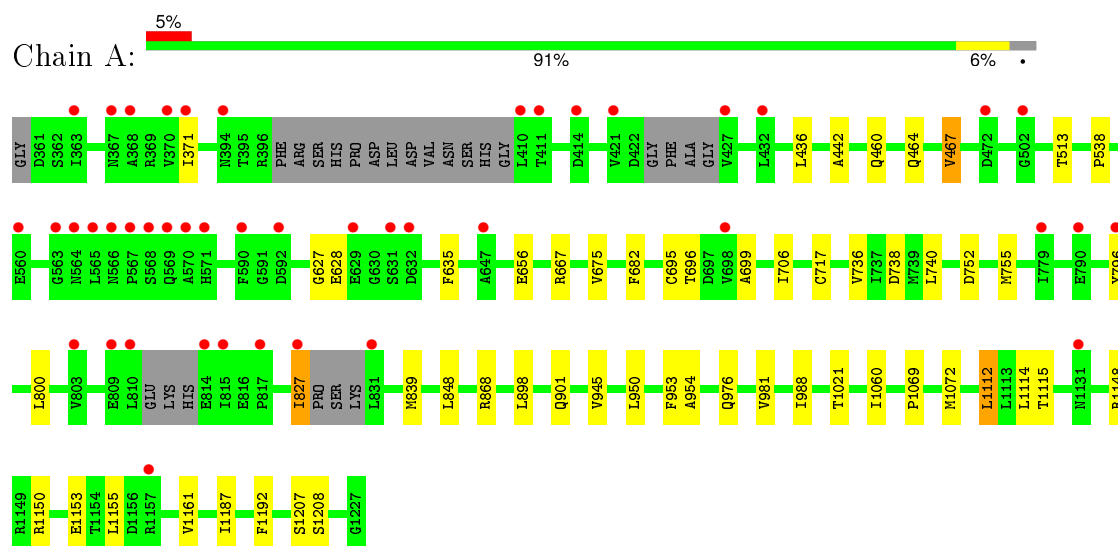 5%
Chain A:
91% 6% •
GLY D361 S362 I363 N367 A368 R369 V370 I371 N394 T395 R396 PHE ARG SER HIS PRO ASP LEU ASP VAL ASN SER HIS GLY L410 T411 D414 V421 D422 GLY PHE ALA GLY V427 L432 L436 A442 Q460 Q464 V467 D472 G502 T513 P538
E560 G563 N564 L565 N566 P567 S568 Q569 A570 H571 F590 G591 D592 G627 E628 E629 G630 S631 D632 F635 A647 E656 R667 V675 F682 C695 T696 D697 V698 A699 I706 C717 V736 I737 D738 M739 L740 D752 M755 I779 E790 Y796
L800 V803 E809 L810 GLU LYS HIS E814 I815 E816 P817 I827 PRO SER LYS L831 M839 L848 R868 L898 Q901 V945 L950 F953 A954 Q976 V981 I988 T1021 I1060 P1069 M1072 L1112 L1113 L1114 T1115 N1131 R1148
R1149 R1150 E1153 T1154 L1155 D1156 R1157 V1161 I1187 F1192 S1207 S1208 G1227